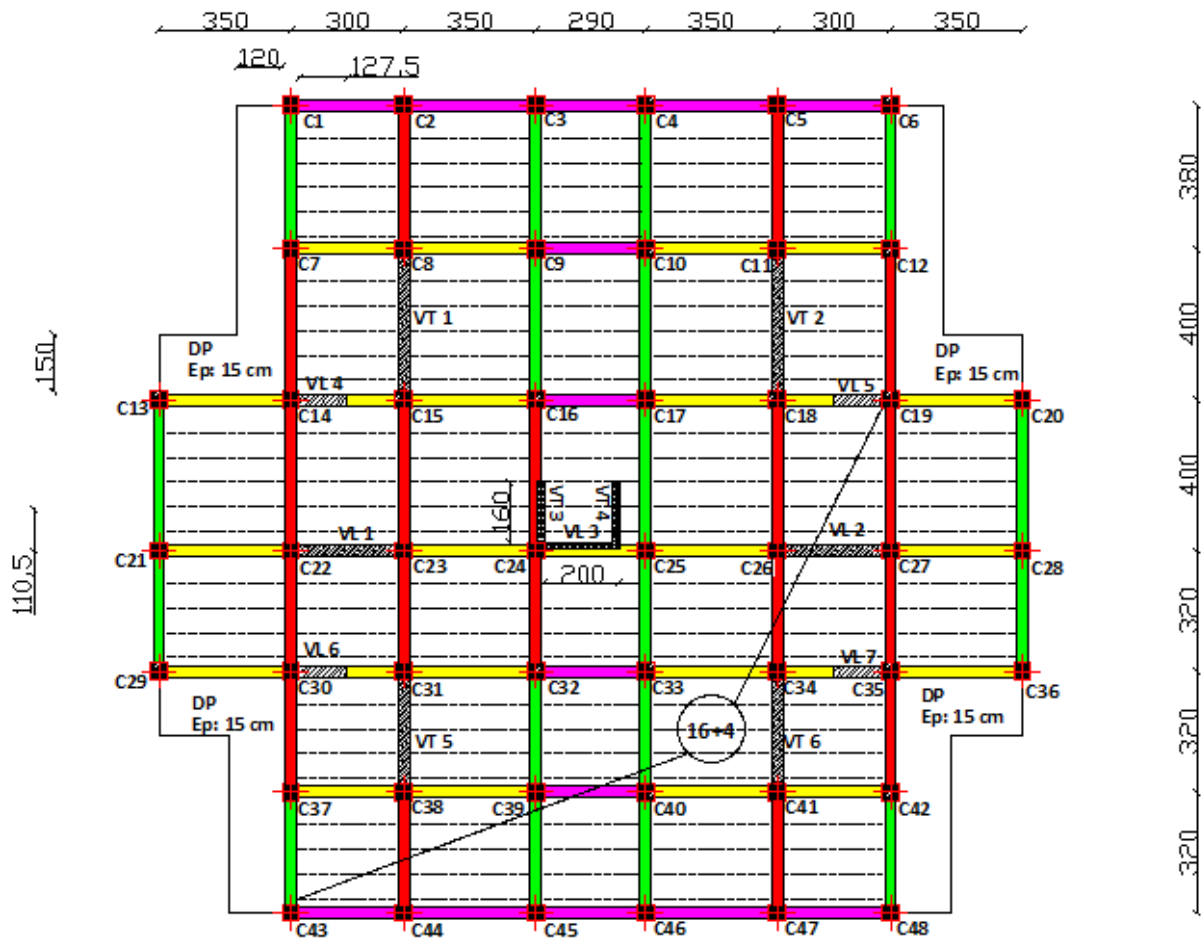 350 300 350 290 350 300 350
120
127,5
C1 C2 C3 C4 C5 C6
380
C7 C8 C9 C10 C11 C12
VT 1 VT 2
400
150
DP
Ep: 15 cm
DP
Ep: 15 cm
VL 4 VL 5
C13 C14 C15 C16 C17 C18 C19 C20
400
160
VT3 VT4
VL 3
VL 1 VL 2
110,5
C21 C22 C23 C24 C25 C26 C27 C28
200
320
VL 6 VL 7
C29 C30 C31 C32 C33 C34 C35 C36
DP
Ep: 15 cm
DP
Ep: 15 cm
16+4
VT 5 VT 6
320
C37 C38 C39 C40 C41 C42
320
C43 C44 C45 C46 C47 C48